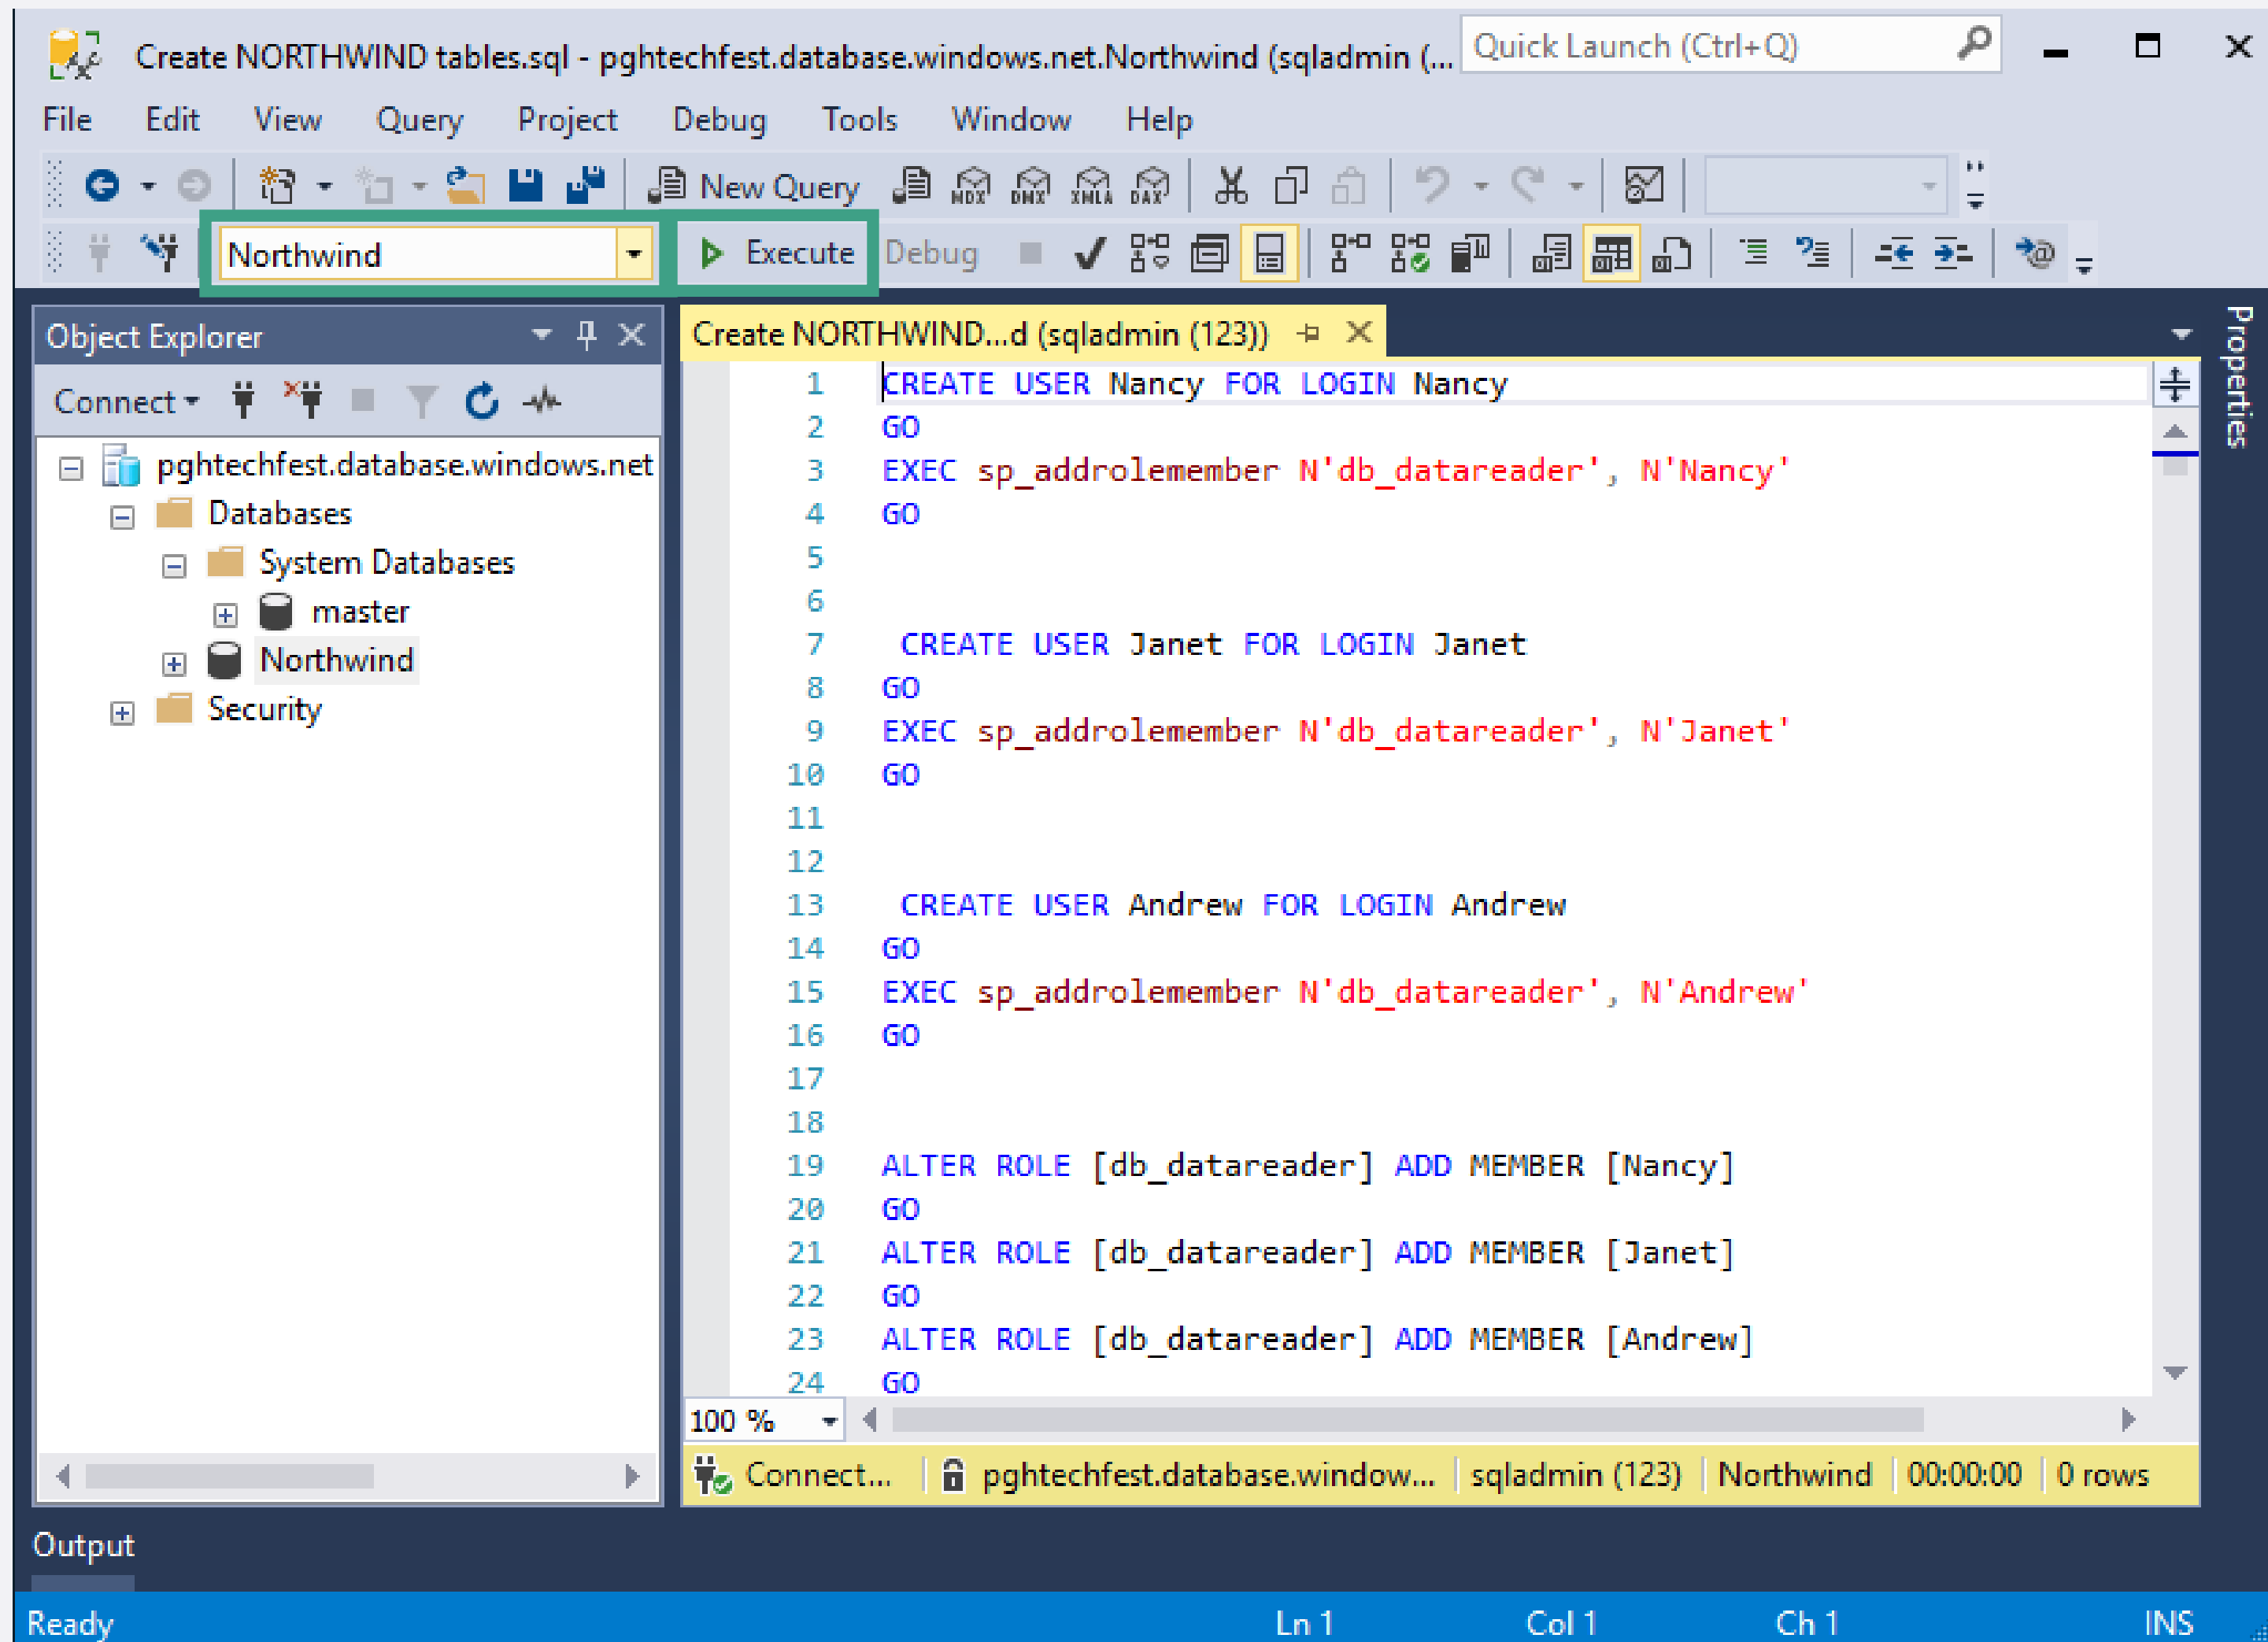 Create NORTHWIND tables.sql - pghtechfest.database.windows.net.Northwind (sqladmin (...
Quick Launch (Ctrl+Q)
File Edit View Query Project Debug Tools Window Help
New Query MDX DMX XMLA DAX
Northwind Execute Debug
Object Explorer
Connect
pghtechfest.database.windows.net
Databases
System Databases
master
Northwind
Security
Create NORTHWIND...d (sqladmin (123))
1 CREATE USER Nancy FOR LOGIN Nancy
2 GO
3 EXEC sp_addrolemember N'db_datareader', N'Nancy'
4 GO
5
6
7 CREATE USER Janet FOR LOGIN Janet
8 GO
9 EXEC sp_addrolemember N'db_datareader', N'Janet'
10 GO
11
12
13 CREATE USER Andrew FOR LOGIN Andrew
14 GO
15 EXEC sp_addrolemember N'db_datareader', N'Andrew'
16 GO
17
18
19 ALTER ROLE [db_datareader] ADD MEMBER [Nancy]
20 GO
21 ALTER ROLE [db_datareader] ADD MEMBER [Janet]
22 GO
23 ALTER ROLE [db_datareader] ADD MEMBER [Andrew]
24 GO
100 %
Connect... pghtechfest.database.window... sqladmin (123) Northwind 00:00:00 0 rows
Properties
Output
Ready Ln 1 Col 1 Ch 1 INS